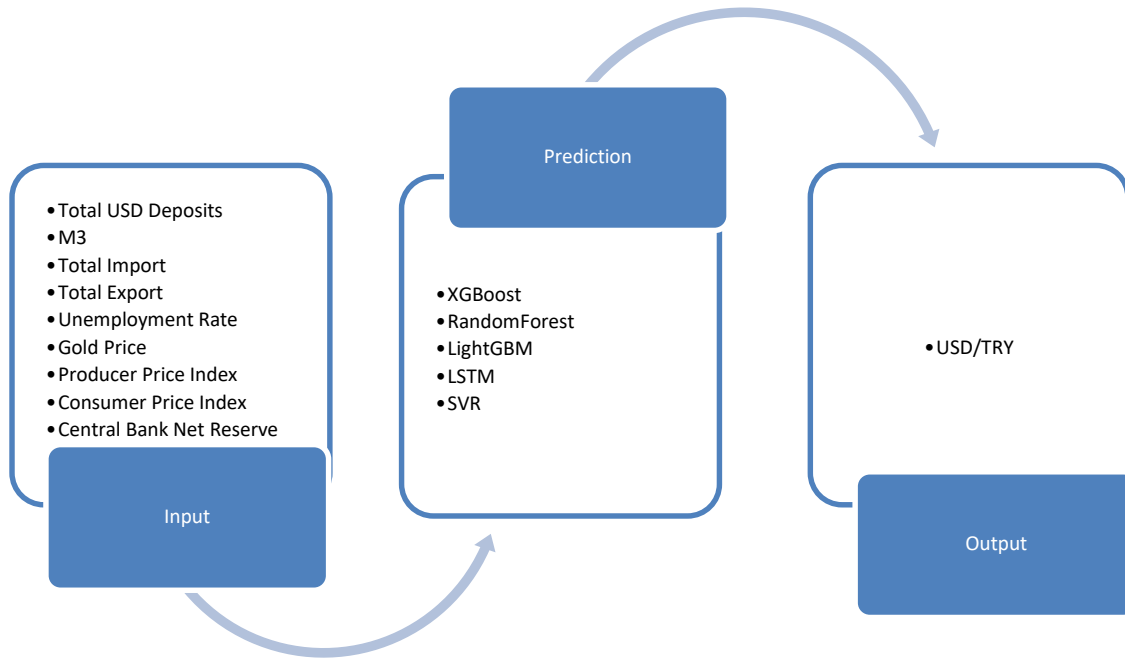 •Total USD Deposits
•M3
•Total Import
•Total Export
•Unemployment Rate
•Gold Price
•Producer Price Index
•Consumer Price Index
•Central Bank Net Reserve
Input
Prediction
•XGBoost
•RandomForest
•LightGBM
•LSTM
•SVR
•USD/TRY
Output